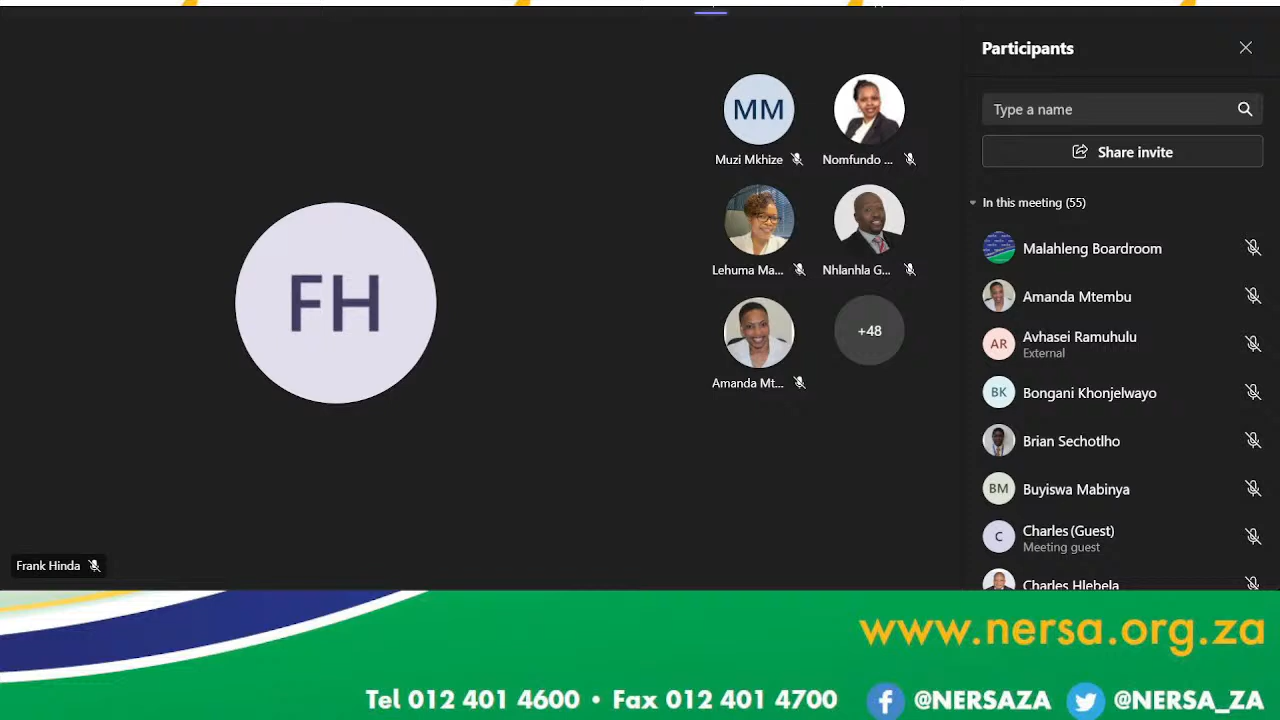 FH
Frank Hinda
MM
Muzi Mkhize
Nomfundo ...
Lehuma Ma...
Nhlanhla G...
Amanda Mt...
+48
Participants
Type a name
Share invite
In this meeting (55)
Malahleng Boardroom
Amanda Mtembu
AR
Avhasei Ramuhulu
External
BK
Bongani Khonjelwayo
Brian Sechotlho
BM
Buyiswa Mabinya
C
Charles (Guest)
Meeting guest
Charles Hlebela
www.nersa.org.za
Tel 012 401 4600 • Fax 012 401 4700
@NERSAZA
@NERSA_ZA